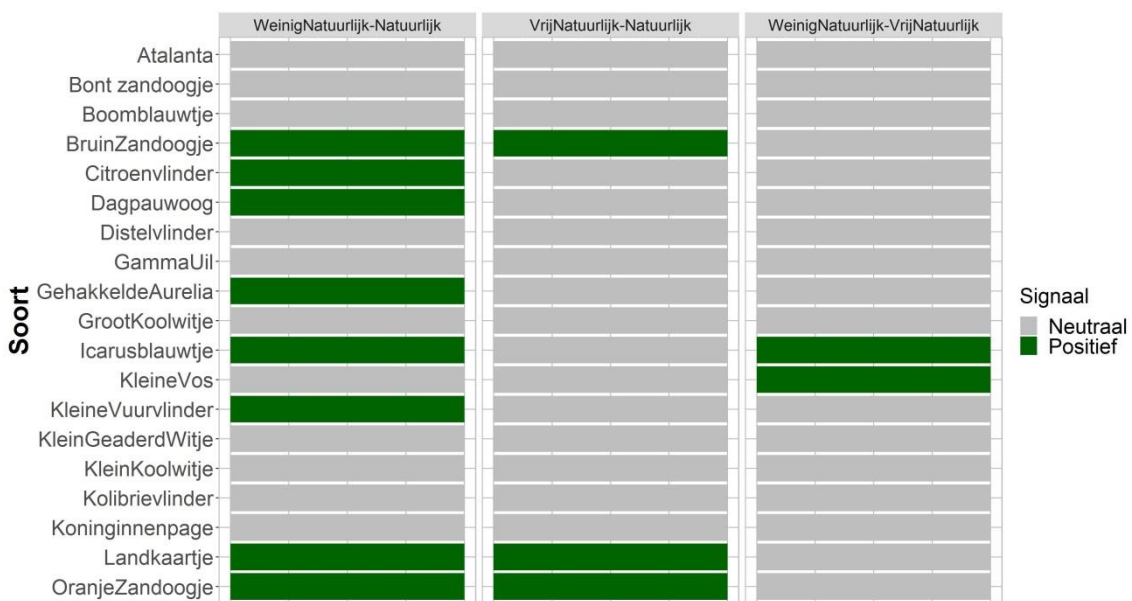 WeinigNatuurlijk-Natuurlijk
VrijNatuurlijk-Natuurlijk
WeinigNatuurlijk-VrijNatuurlijk
Soort
Atalanta
Bont zandoogje
Boomblauwtje
BruinZandoogje
Citroenvlinder
Dagpauwoog
Distelvlinder
GammaUil
GehakkeldeAurelia
GrootKoolwitje
Icarusblauwtje
KleineVos
KleineVuurvlinder
KleinGeaderdWitje
KleinKoolwitje
Kolibrievlinder
Koninginnenpage
Landkaartje
OranjeZandoogje
Signaal
Neutraal
Positief